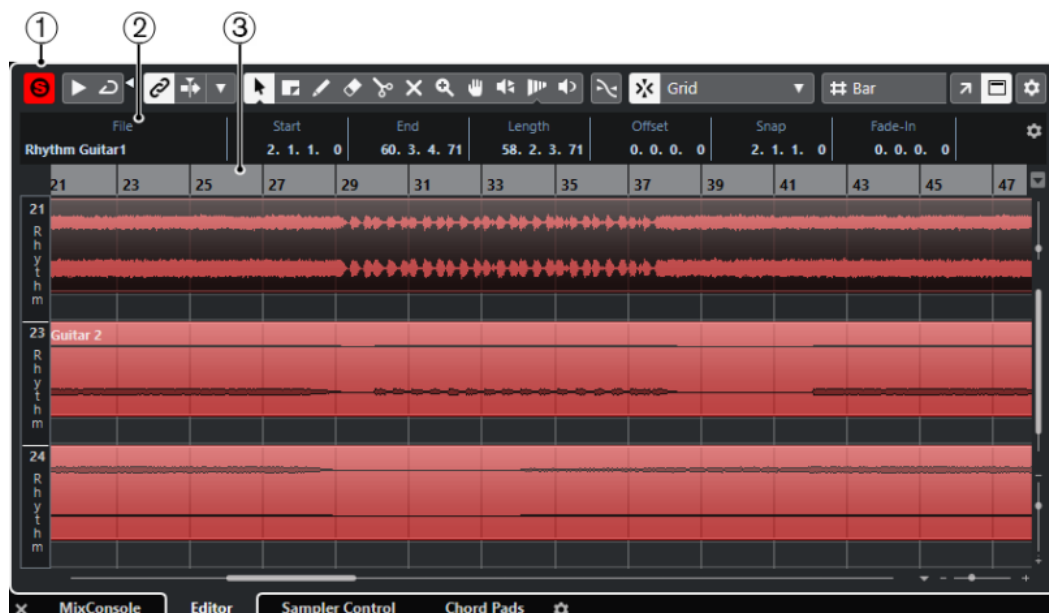 1 2 3
S Grid Bar
File Start End Length Offset Snap Fade-In
Rhythm Guitar1 2. 1. 1. 0 60. 3. 4. 71 58. 2. 3. 71 0. 0. 0. 0 2. 1. 1. 0 0. 0. 0. 0
21 23 25 27 29 31 33 35 37 39 41 43 45 47
21
Rhythm
23 Guitar 2
Rhythm
24
Rhythm
MixConsole Editor Sampler Control Chord Pads